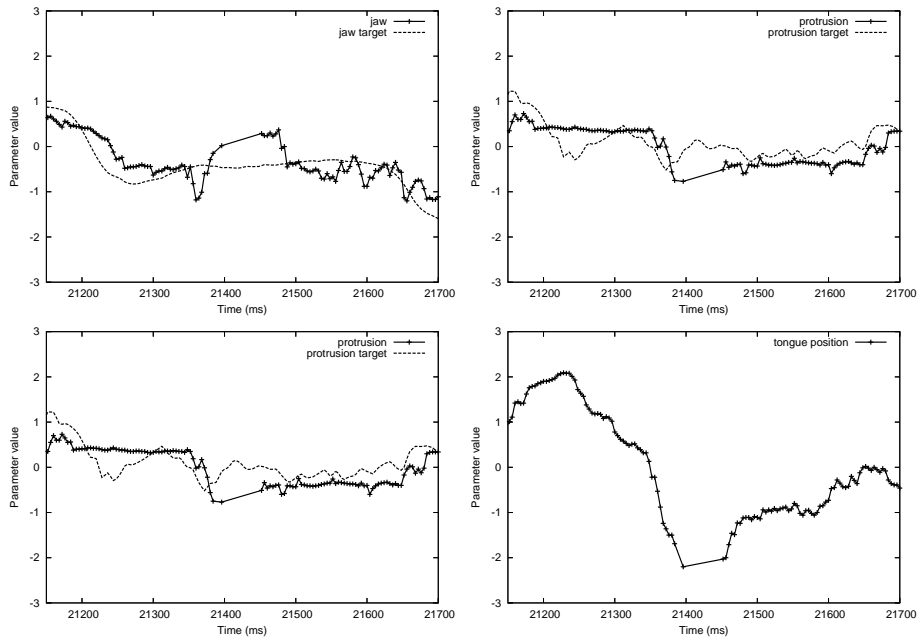 3
jaw
jaw target
2
1
0
-1
-2
-3
Parameter value
21200 21300 21400 21500 21600 21700
Time (ms)
3
protrusion
protrusion target
2
1
0
-1
-2
-3
Parameter value
21200 21300 21400 21500 21600 21700
Time (ms)
3
protrusion
protrusion target
2
1
0
-1
-2
-3
Parameter value
21200 21300 21400 21500 21600 21700
Time (ms)
3
tongue position
2
1
0
-1
-2
-3
Parameter value
21200 21300 21400 21500 21600 21700
Time (ms)